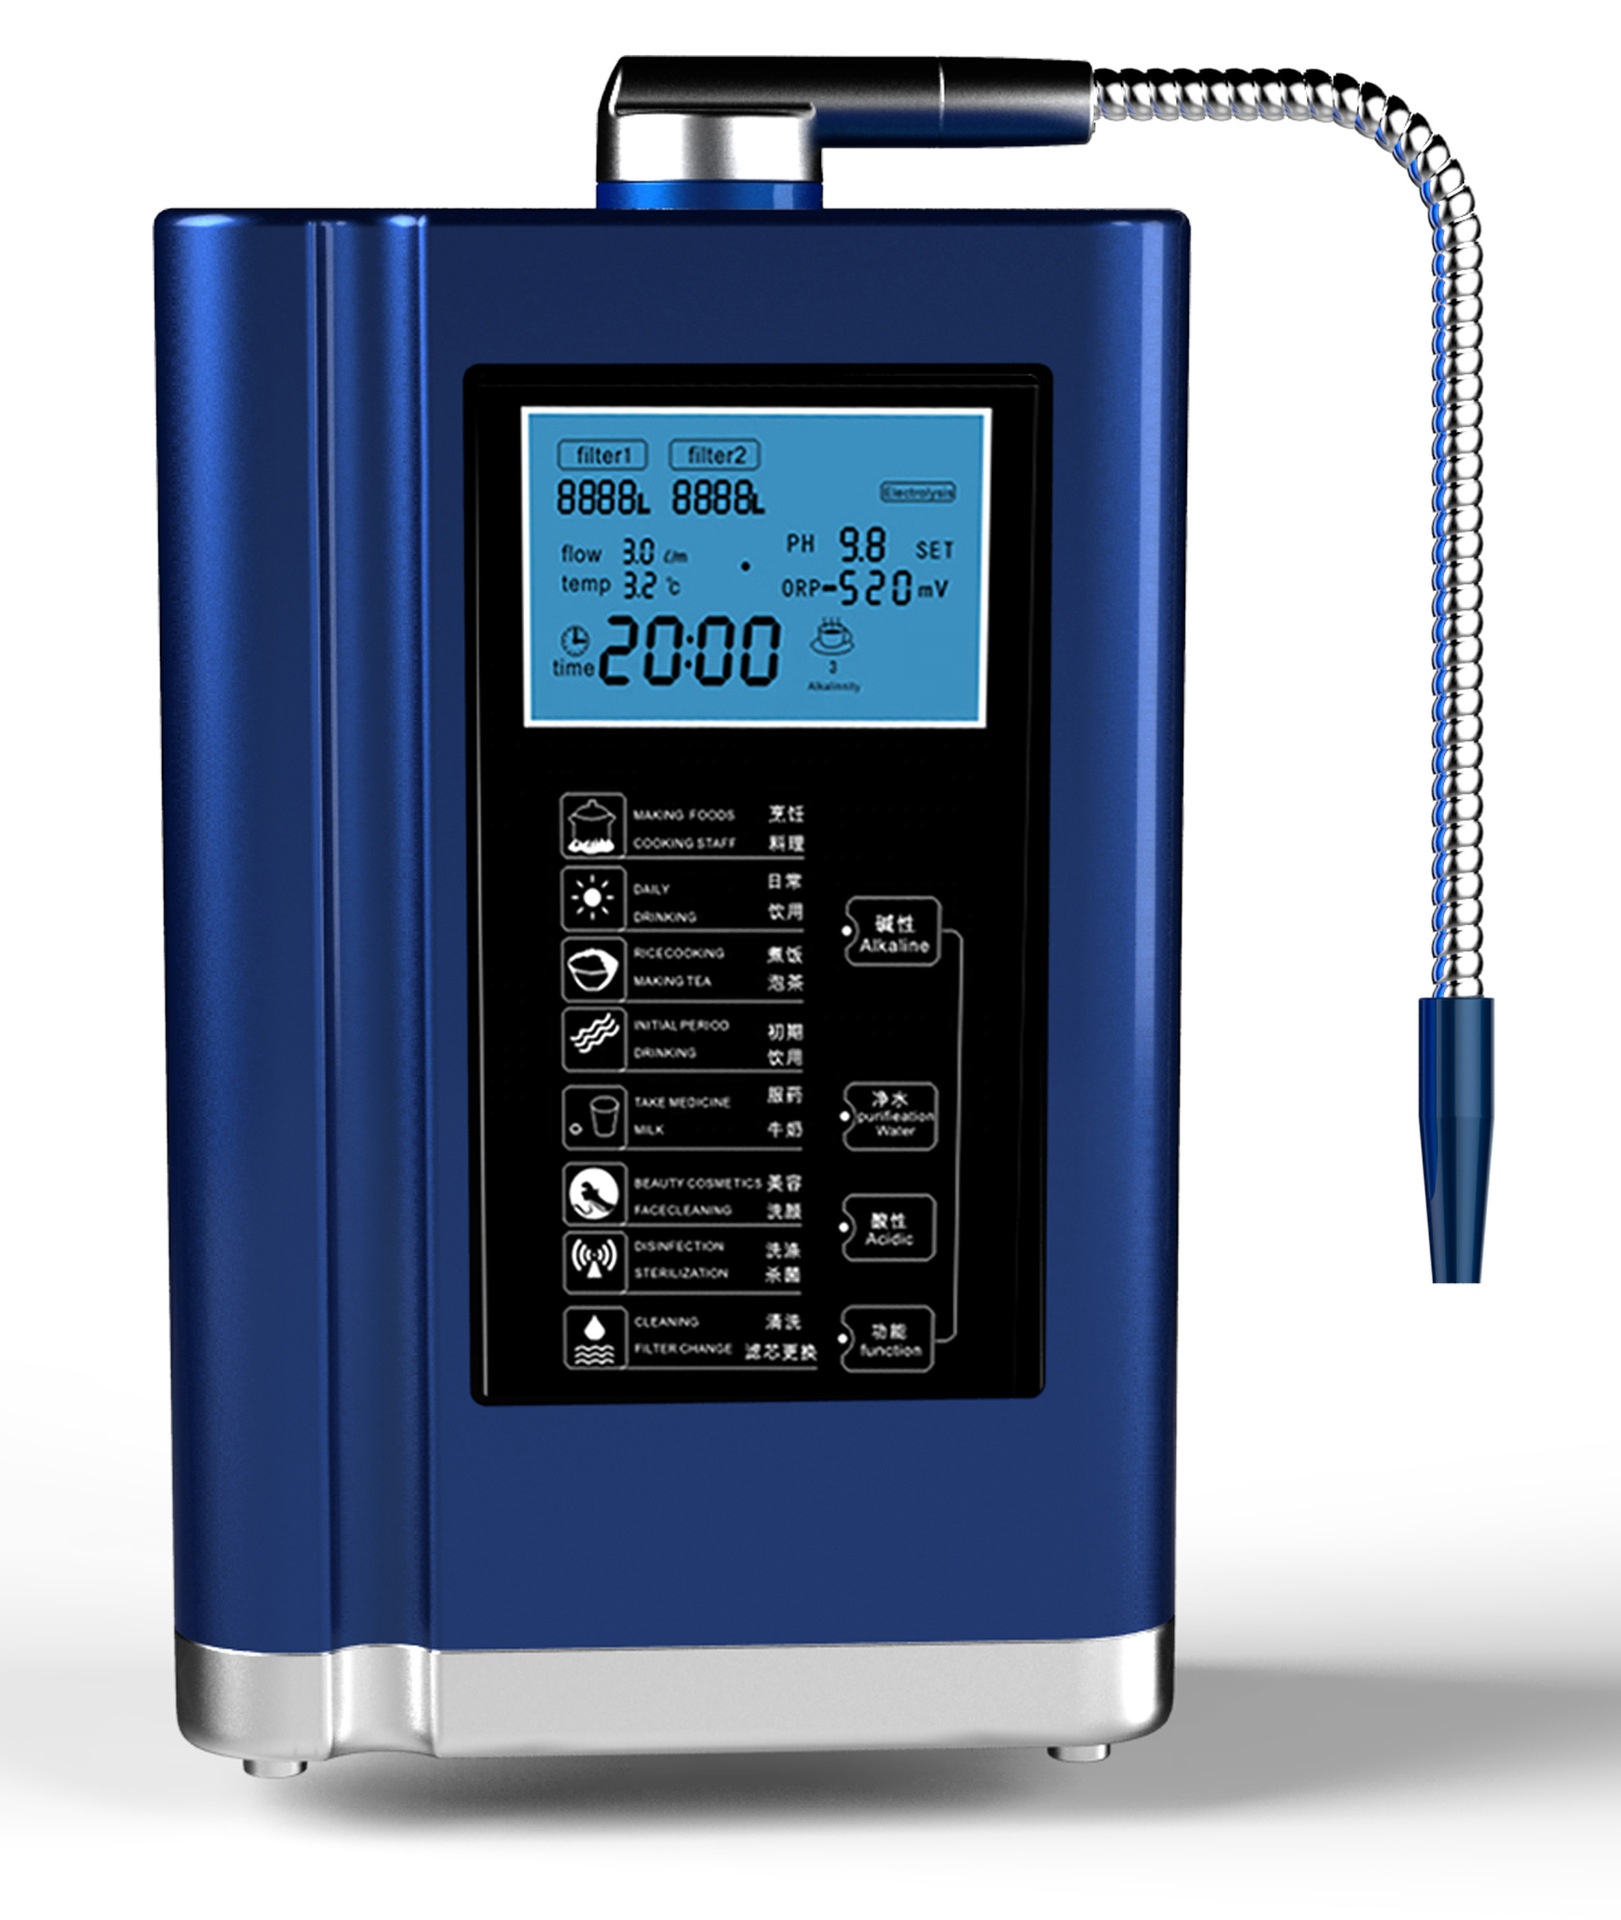 filter1 filter2
8888L 8888L
Electrolysis
flow 3.0 ℓ/m
PH 9.8 SET
temp 3.2 ℃
ORP-520mV
time 20:00
3
Alkalinnity
MAKING FOODS 烹饪
COOKING STAFF 料理
DAILY 日常
DRINKING 饮用
RICECOOKING 煮饭
MAKING TEA 泡茶
INITIAL PERIOD 初期
DRINKING 饮用
TAKE MEDICINE 服药
MILK 牛奶
BEAUTY COSMETICS 美容
FACECLEANING 洗颜
DISINFECTION 洗涤
STERILIZATION 杀菌
CLEANING 清洗
FILTER CHANGE 滤芯更换
碱性
Alkaline
净水
purifieation
Water
酸性
Acidic
功能
function